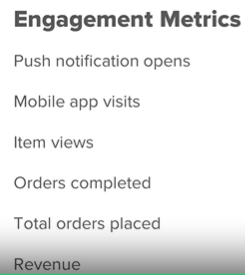 Engagement Metrics
Push notification opens
Mobile app visits
Item views
Orders completed
Total orders placed
Revenue